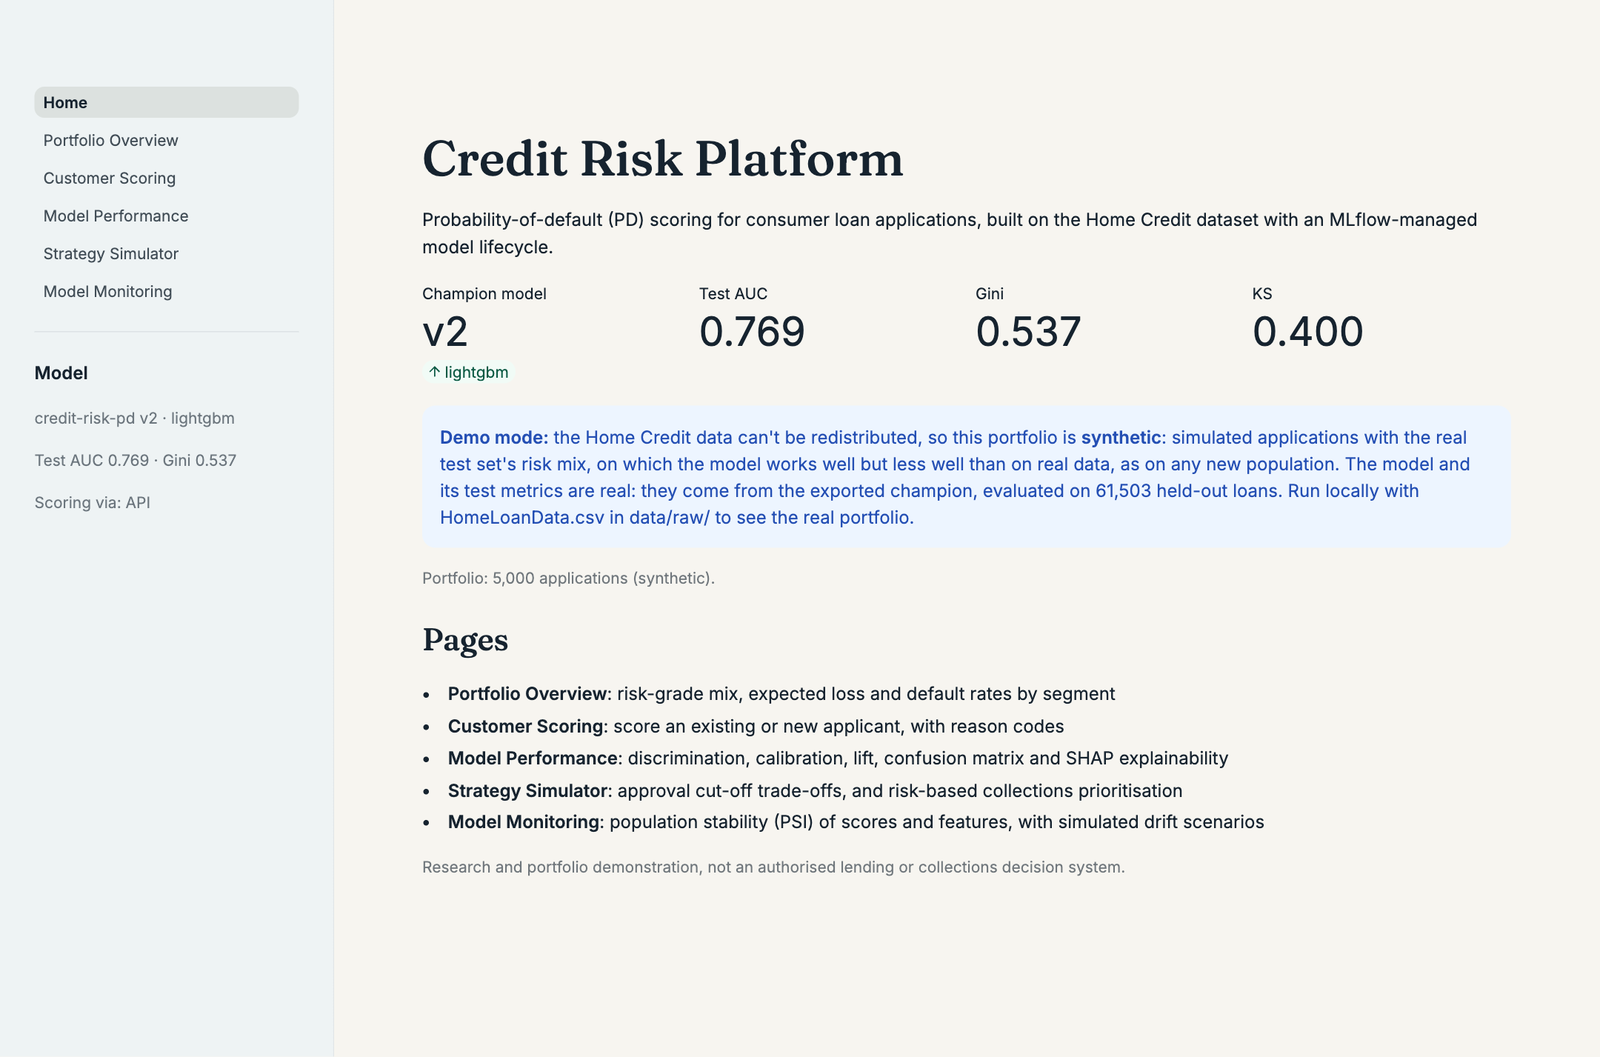 Home
Portfolio Overview
Customer Scoring
Model Performance
Strategy Simulator
Model Monitoring
Model
credit-risk-pd v2 · lightgbm
Test AUC 0.769 · Gini 0.537
Scoring via: API
Credit Risk Platform
Probability-of-default (PD) scoring for consumer loan applications, built on the Home Credit dataset with an MLflow-managed
model lifecycle.
Champion model
v2
↑ lightgbm
Test AUC
0.769
Gini
0.537
KS
0.400
Demo mode: the Home Credit data can't be redistributed, so this portfolio is synthetic: simulated applications with the real
test set's risk mix, on which the model works well but less well than on real data, as on any new population. The model and
its test metrics are real: they come from the exported champion, evaluated on 61,503 held-out loans. Run locally with
HomeLoanData.csv in data/raw/ to see the real portfolio.
Portfolio: 5,000 applications (synthetic).
Pages
• Portfolio Overview: risk-grade mix, expected loss and default rates by segment
• Customer Scoring: score an existing or new applicant, with reason codes
• Model Performance: discrimination, calibration, lift, confusion matrix and SHAP explainability
• Strategy Simulator: approval cut-off trade-offs, and risk-based collections prioritisation
• Model Monitoring: population stability (PSI) of scores and features, with simulated drift scenarios
Research and portfolio demonstration, not an authorised lending or collections decision system.